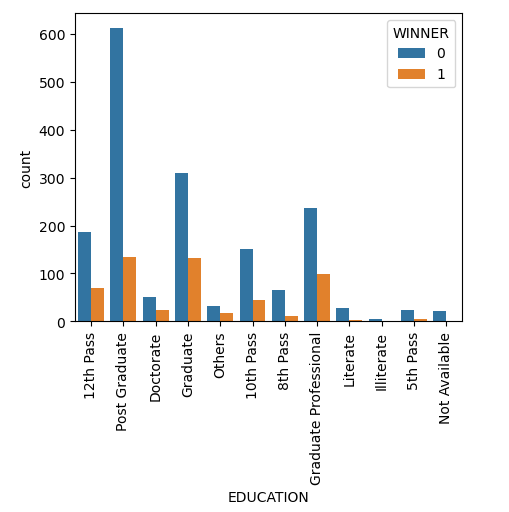 600
500
400
300
200
100
0
count
WINNER
0
1
12th Pass
Post Graduate
Doctorate
Graduate
Others
10th Pass
8th Pass
Graduate Professional
Literate
Illiterate
5th Pass
Not Available
EDUCATION